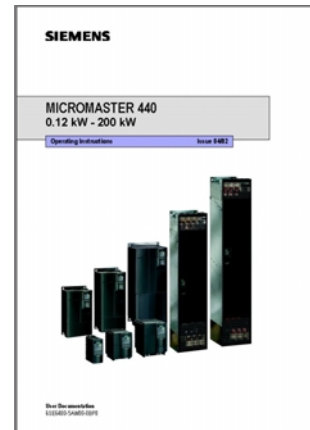 SIEMENS
MICROMASTER 440
0.12 kW - 200 kW
Operating Instructions Issue 04/02
User Documentation